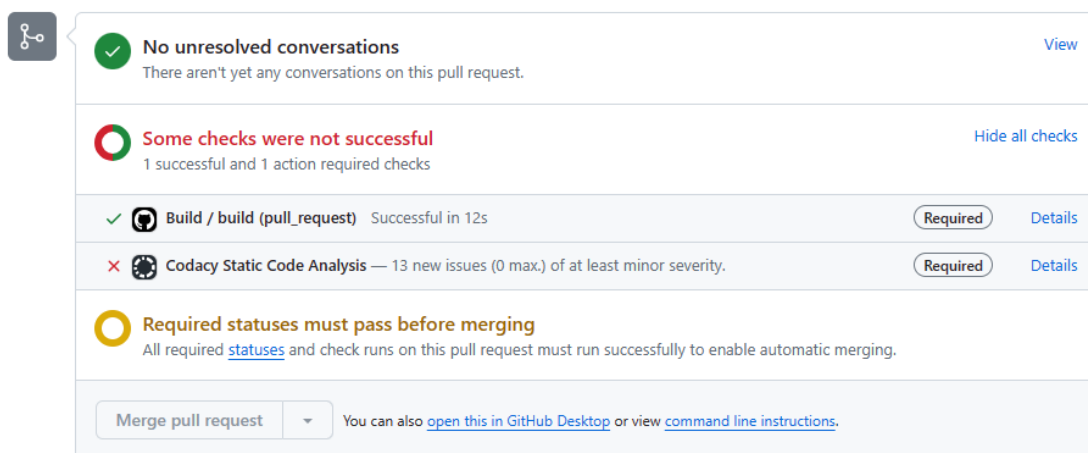 No unresolved conversations
View
There aren't yet any conversations on this pull request.
Some checks were not successful
Hide all checks
1 successful and 1 action required checks
Build / build (pull_request) Successful in 12s Required Details
Codacy Static Code Analysis — 13 new issues (0 max.) of at least minor severity. Required Details
Required statuses must pass before merging
All required statuses and check runs on this pull request must run successfully to enable automatic merging.
Merge pull request You can also open this in GitHub Desktop or view command line instructions.